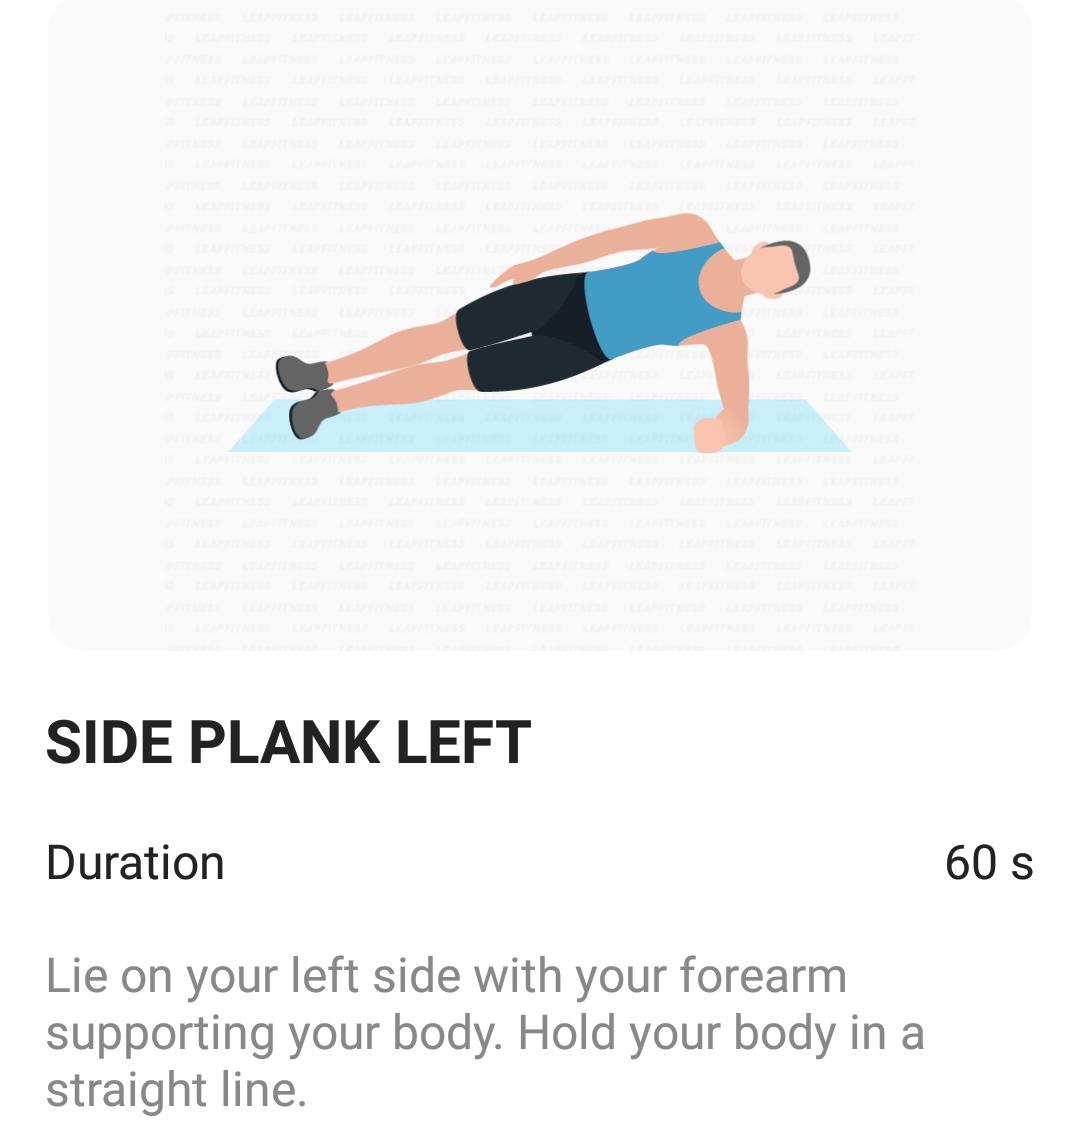 SIDE PLANK LEFT
Duration 60 s
Lie on your left side with your forearm
supporting your body. Hold your body in a
straight line.